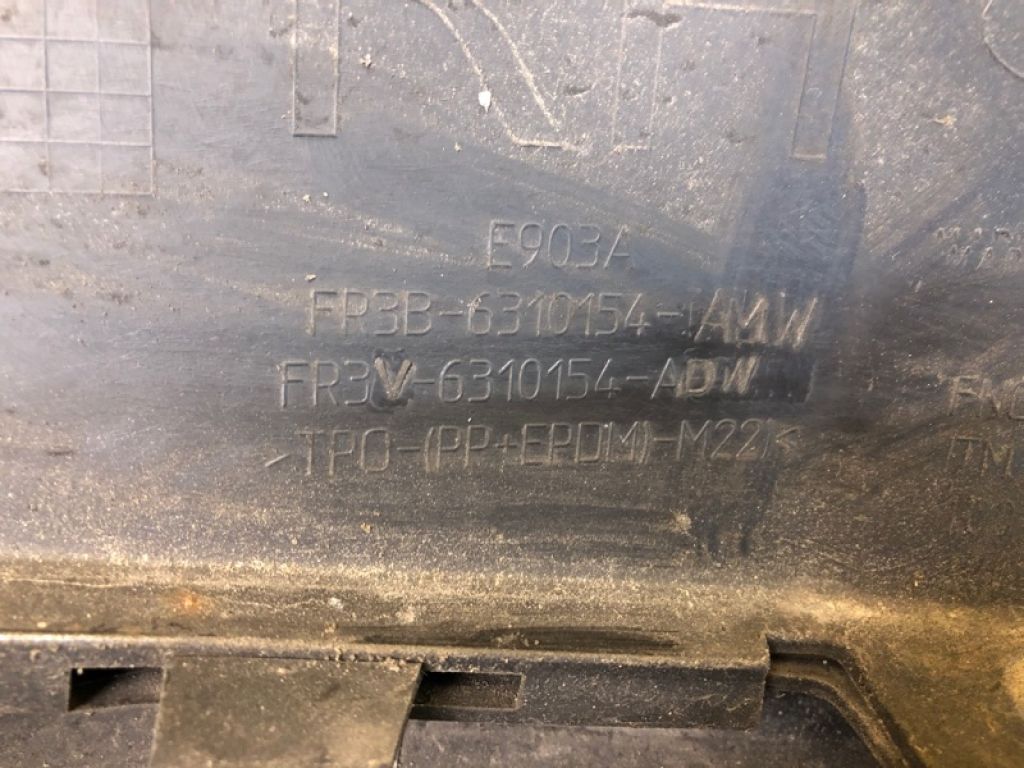 E903A
FR3B-6310154-AMW
FR3V-6310154-ADW
>TPO-(PP+EPDM)-M22<